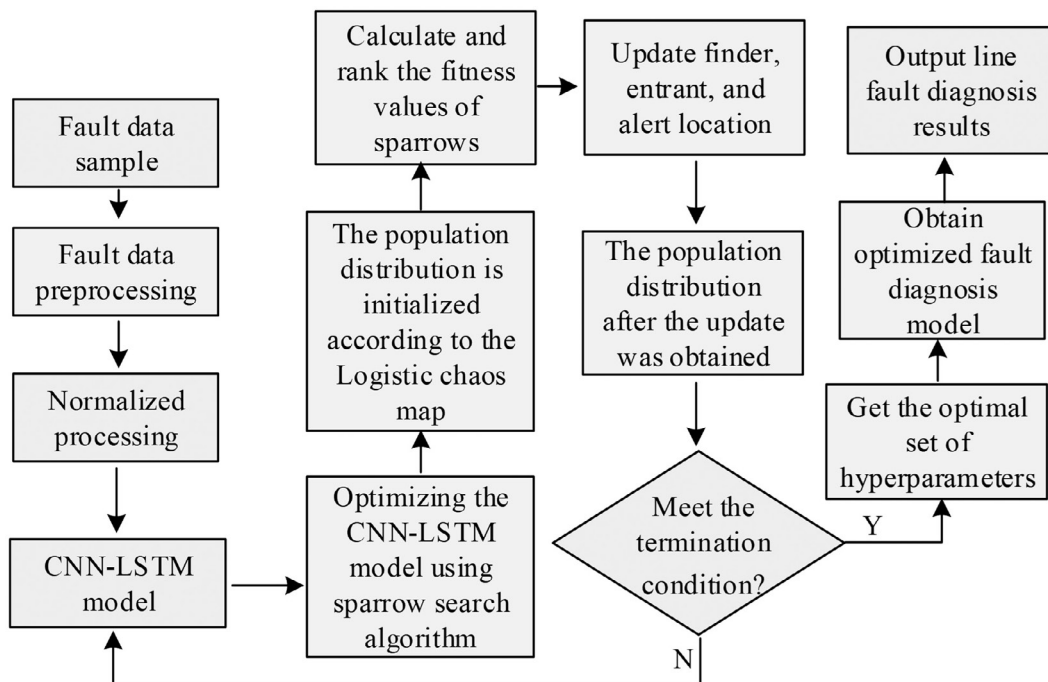 Fault data
sample
Fault data
preprocessing
Normalized
processing
CNN-LSTM
model
Optimizing the
CNN-LSTM
model using
sparrow search
algorithm
The population
distribution is
initialized
according to the
Logistic chaos
map
Calculate and
rank the fitness
values of
sparrows
Update finder,
entrant, and
alert location
The population
distribution
after the update
was obtained
Meet the
termination
condition?
N
Y
Get the optimal
set of
hyperparameters
Obtain
optimized fault
diagnosis
model
Output line
fault diagnosis
results